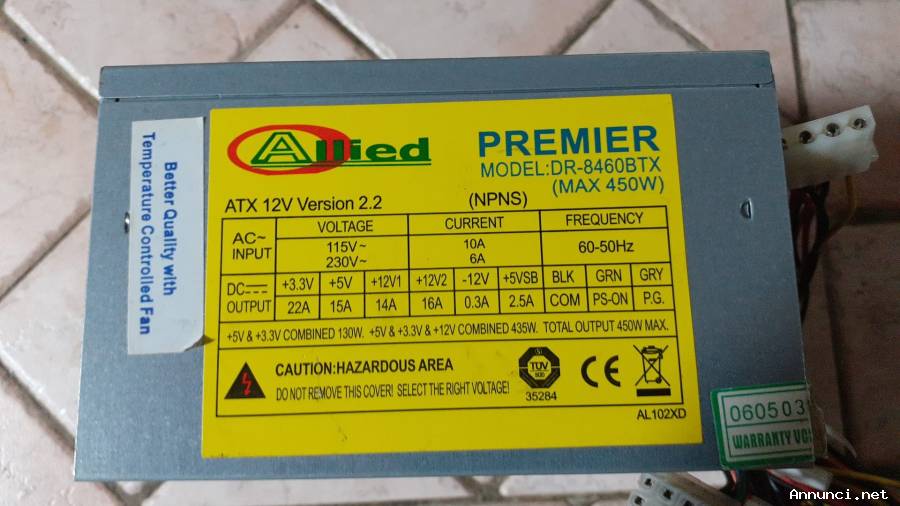 Allied
PREMIER
MODEL:DR-8460BTX
(MAX 450W)
ATX 12V Version 2.2
(NPNS)
AC~ INPUT
VOLTAGE
CURRENT
FREQUENCY
115V~
230V~
10A
6A
60-50Hz
DC OUTPUT
+3.3V +5V +12V1 +12V2 -12V +5VSB BLK GRN GRY
22A 15A 14A 16A 0.3A 2.5A COM PS-ON P.G.
+5V & +3.3V COMBINED 130W. +5V & +3.3V & +12V COMBINED 435W. TOTAL OUTPUT 450W MAX.
CAUTION:HAZARDOUS AREA
DO NOT REMOVE THIS COVER! SELECT THE RIGHT VOLTAGE!
TÜV
35284
CE
AL102XD
Better Quality with
Temperature Controlled Fan
060503
WARRANTY
Annunci.net